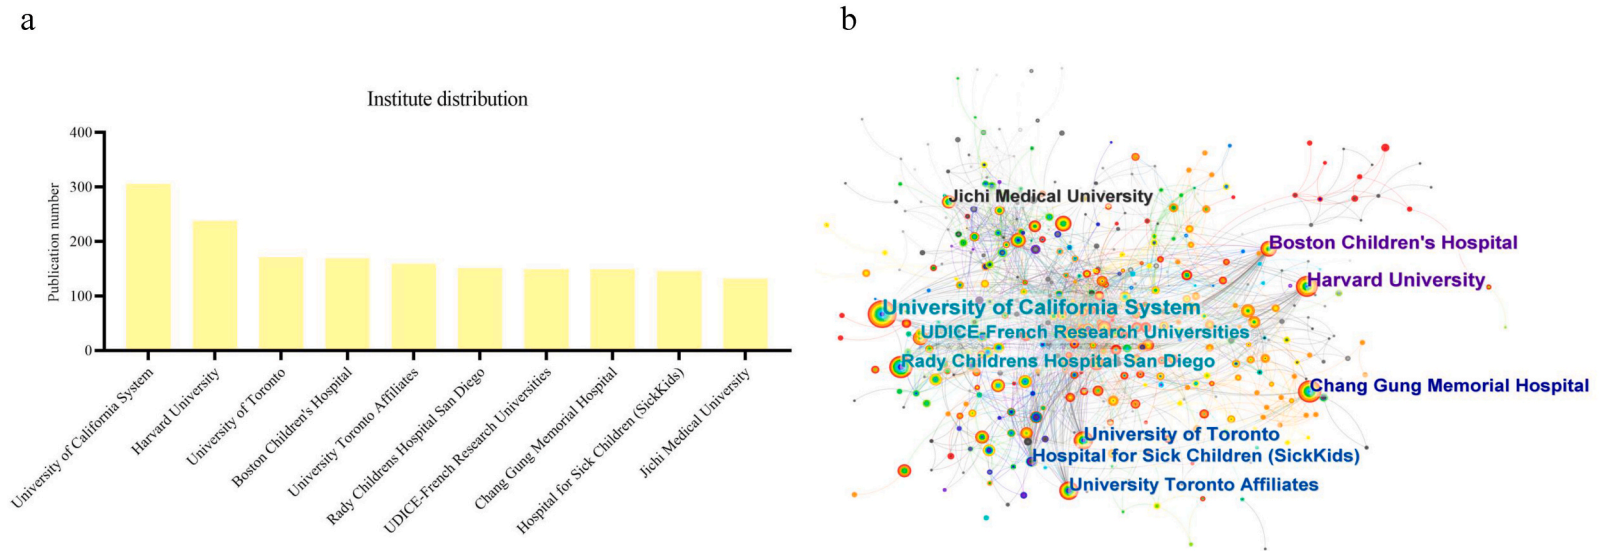 a
Institute distribution
Publication number
400
300
200
100
0
University of California System
Harvard University
University of Toronto
Boston Children's Hospital
University Toronto Affiliates
Rady Childrens Hospital San Diego
UDICE-French Research Universities
Chang Gung Memorial Hospital
Hospital for Sick Children (SickKids)
Jichi Medical University
b
Jichi Medical University
Boston Children's Hospital
Harvard University
University of California System
UDICE-French Research Universities
Rady Childrens Hospital San Diego
Chang Gung Memorial Hospital
University of Toronto
Hospital for Sick Children (SickKids)
University Toronto Affiliates